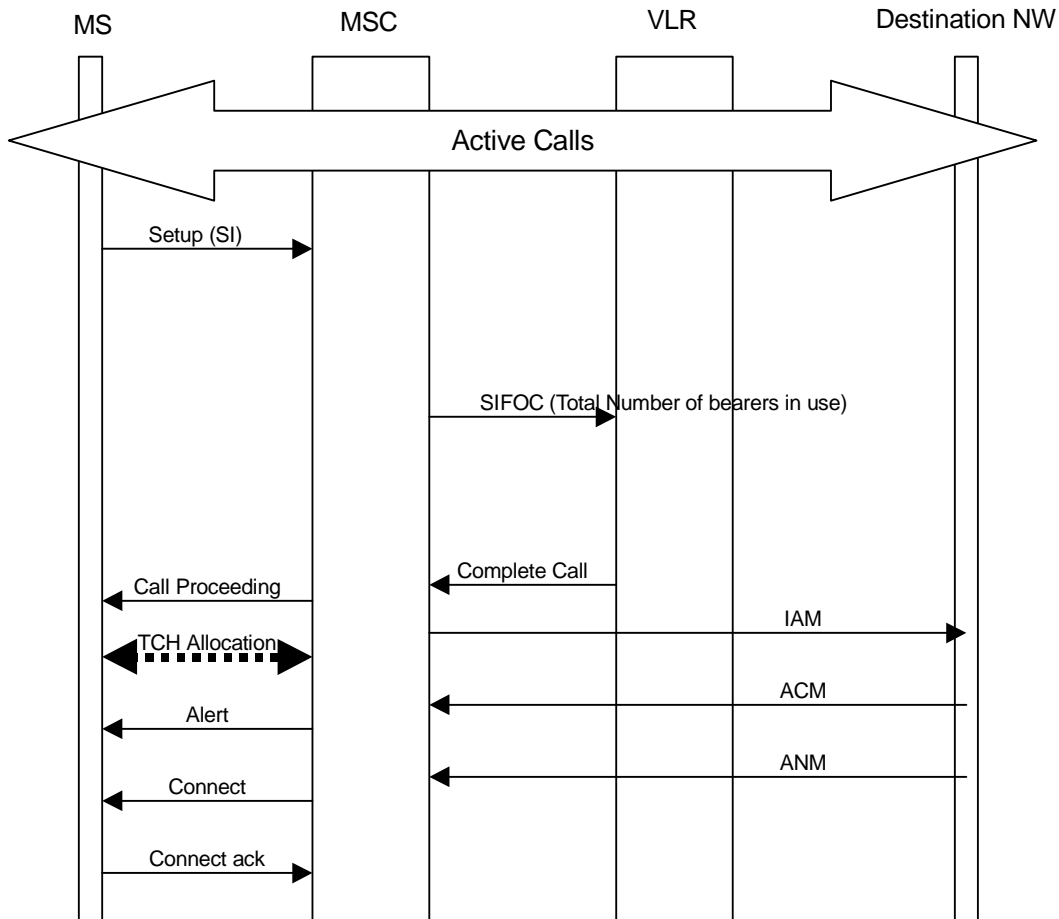 MS
MSC
VLR
Destination NW
Active Calls
Setup (SI)
SIFOC (Total Number of bearers in use)
Complete Call
Call Proceeding
IAM
TCH Allocation
ACM
Alert
ANM
Connect
Connect ack